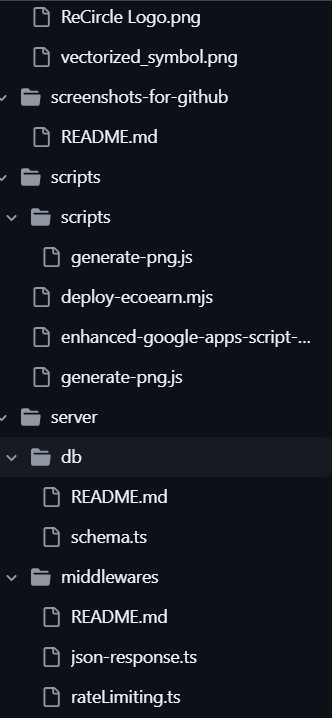 ReCircle Logo.png
vectorized_symbol.png
screenshots-for-github
README.md
scripts
scripts
generate-png.js
deploy-ecoearn.mjs
enhanced-google-apps-script-...
generate-png.js
server
db
README.md
schema.ts
middlewares
README.md
json-response.ts
rateLimiting.ts